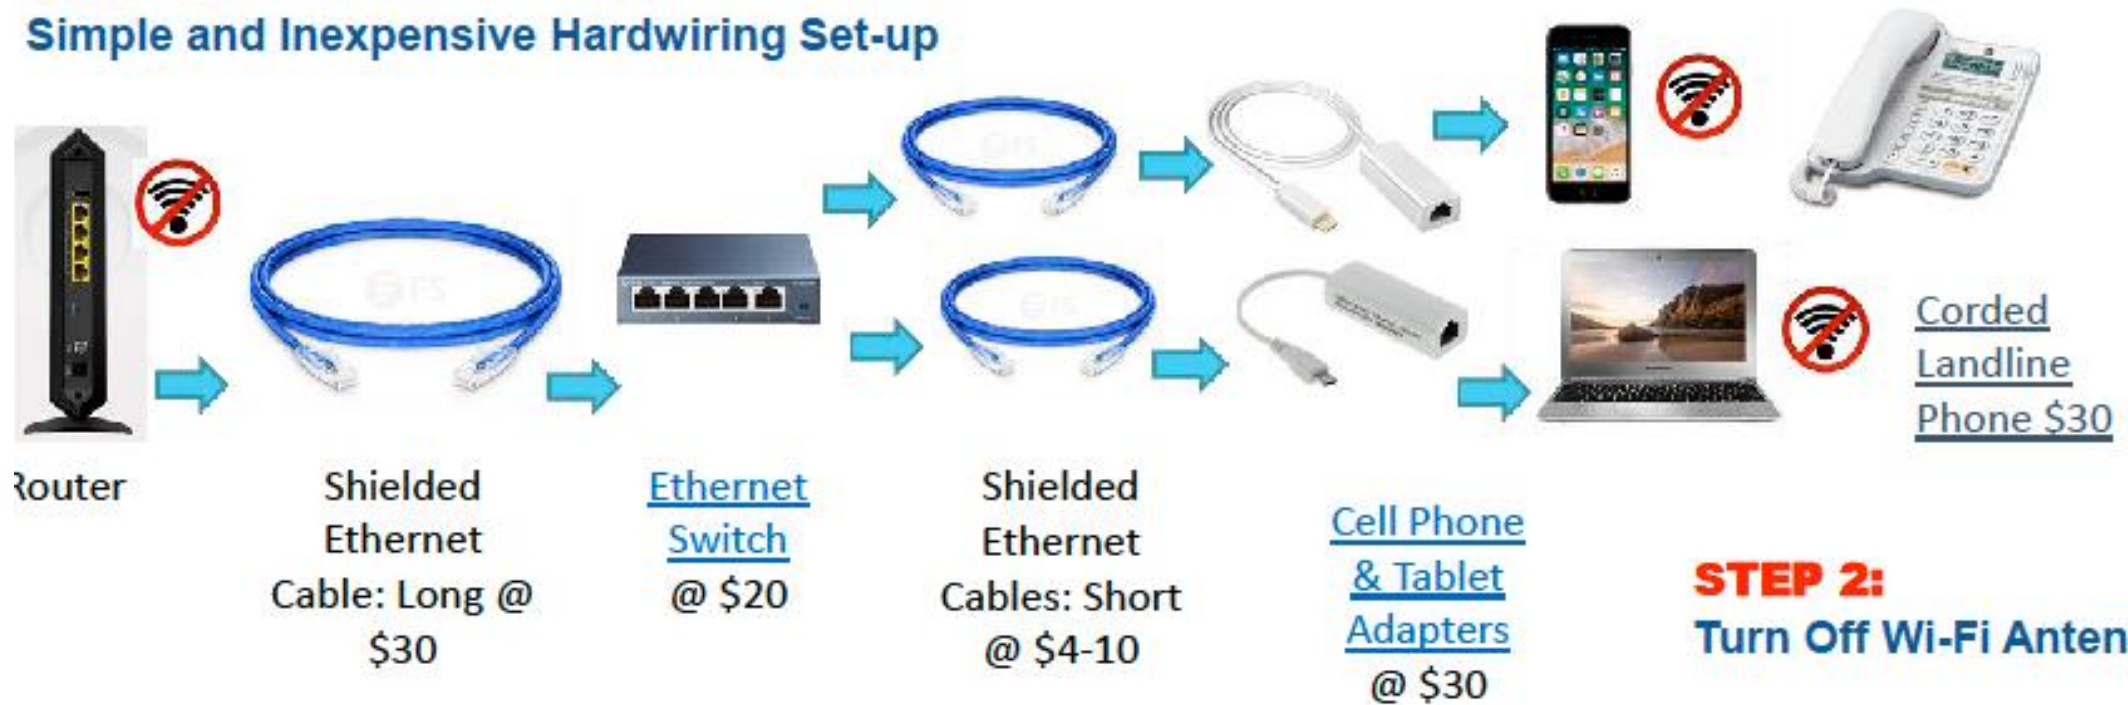 Simple and Inexpensive Hardwiring Set-up
Router
Shielded
Ethernet
Cable: Long @
$30
Ethernet
Switch
@ $20
Shielded
Ethernet
Cables: Short
@ $4-10
Cell Phone
& Tablet
Adapters
@ $30
Corded
Landline
Phone $30
STEP 2:
Turn Off Wi-Fi Anten